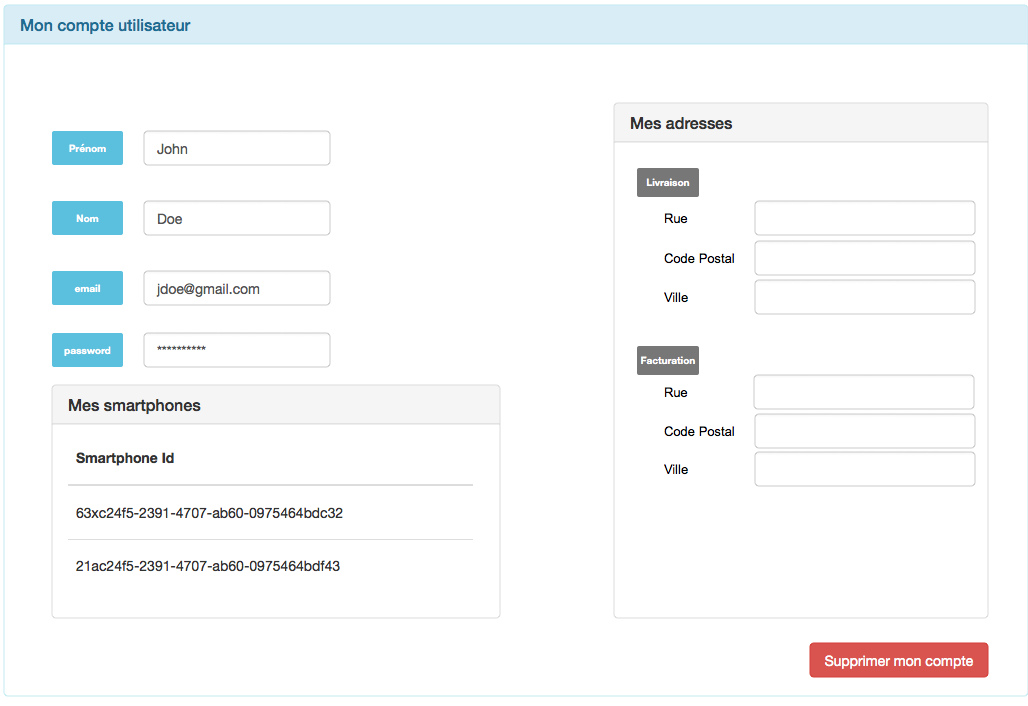 Mon compte utilisateur
Prénom John
Nom Doe
email jdoe@gmail.com
password **********
Mes smartphones
Smartphone Id
63xc24f5-2391-4707-ab60-0975464bdc32
21ac24f5-2391-4707-ab60-0975464bdf43
Mes adresses
Livraison
Rue
Code Postal
Ville
Facturation
Rue
Code Postal
Ville
Supprimer mon compte